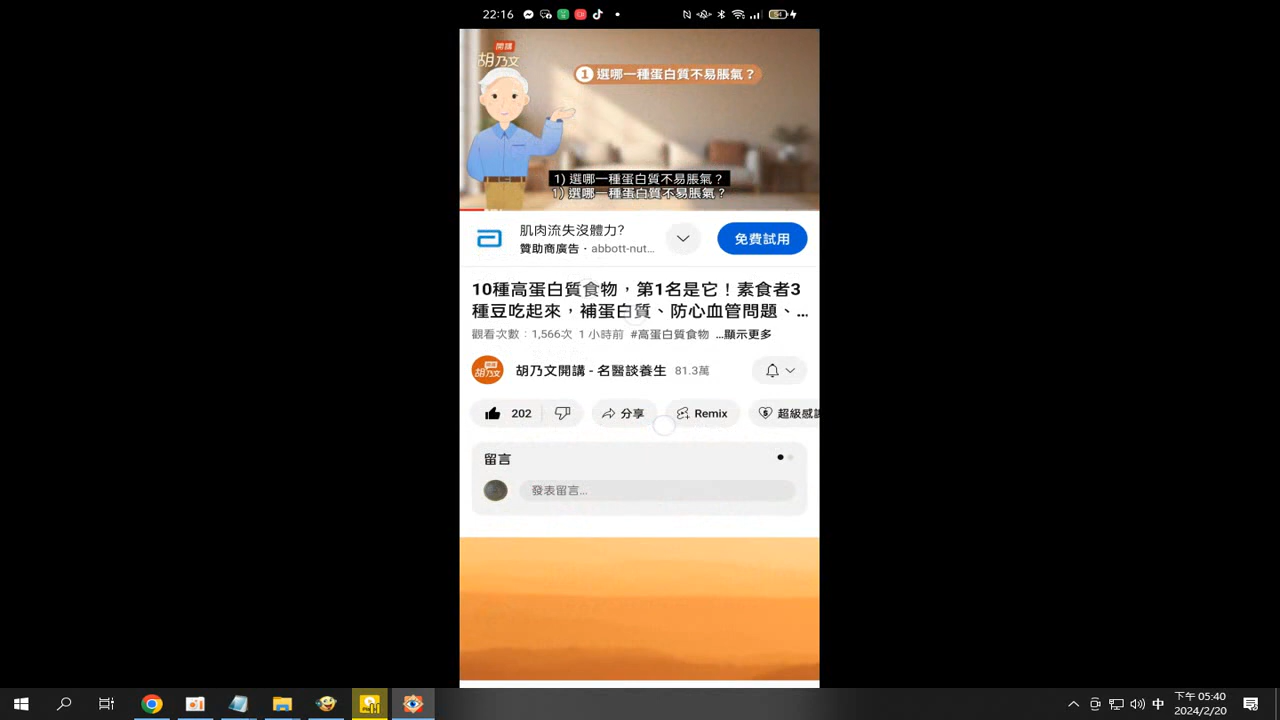 22:16
54
開講
胡乃文
1 選哪一種蛋白質不易脹氣？
1) 選哪一種蛋白質不易脹氣？
1) 選哪一種蛋白質不易脹氣？
肌肉流失沒體力?
贊助商廣告・abbott-nut...
免費試用
10種高蛋白質食物，第1名是它！素食者3
種豆吃起來，補蛋白質、防心血管問題、...
觀看次數：1,566次 1 小時前 #高蛋白質食物 ...顯示更多
胡乃文
胡乃文開講 - 名醫談養生 81.3萬
202
分享
Remix
超級感謝
留言
發表留言...
中
下午 05:40
2024/2/20